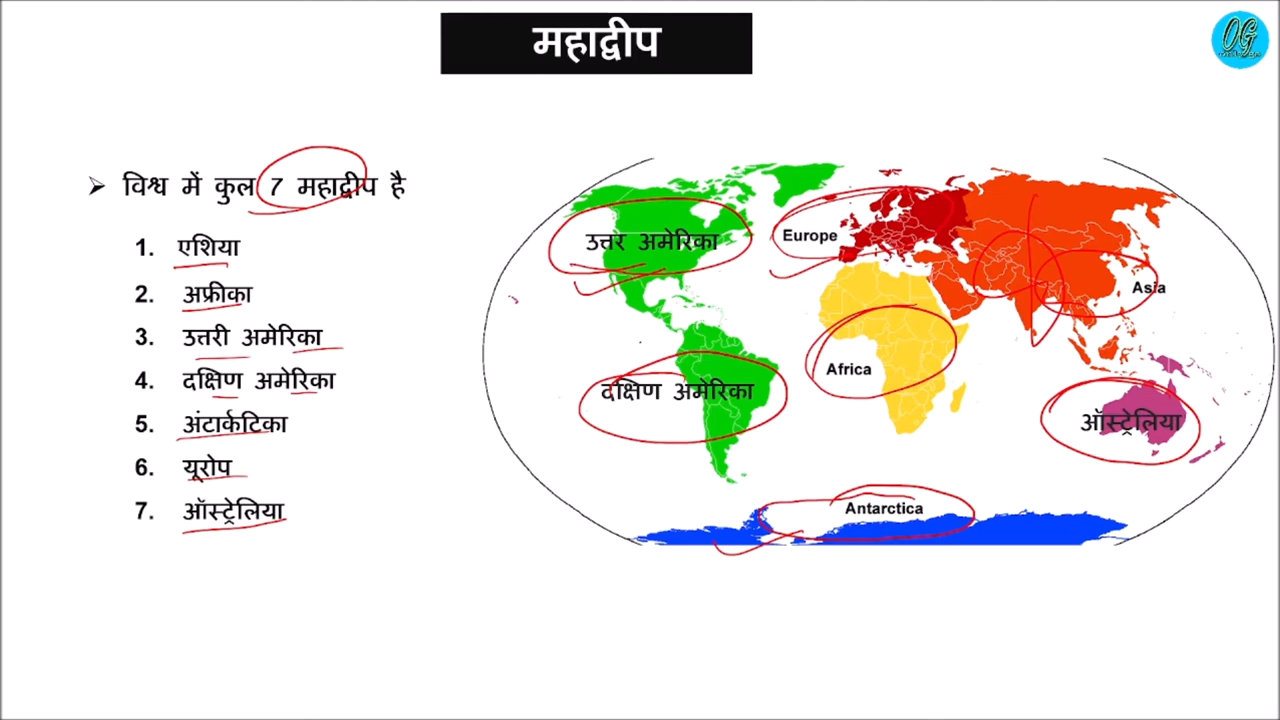 महाद्वीप
OG
➤ विश्व में कुल 7 महाद्वीप है
1. एशिया
2. अफ्रीका
3. उत्तरी अमेरिका
4. दक्षिण अमेरिका
5. अंटार्कटिका
6. यूरोप
7. ऑस्ट्रेलिया
उत्तर अमेरिका
Europe
Asia
Africa
दक्षिण अमेरिका
ऑस्ट्रेलिया
Antarctica